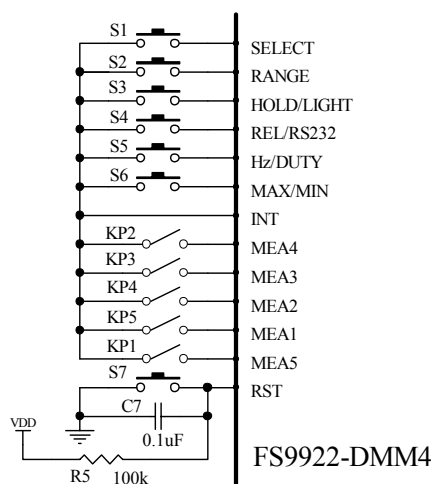 S1
SELECT
S2
RANGE
S3
HOLD/LIGHT
S4
REL/RS232
S5
Hz/DUTY
S6
MAX/MIN
INT
KP2
MEA4
KP3
MEA3
KP4
MEA2
KP5
MEA1
KP1
MEA5
S7
RST
C7
VDD
0.1uF
FS9922-DMM4
R5 100k